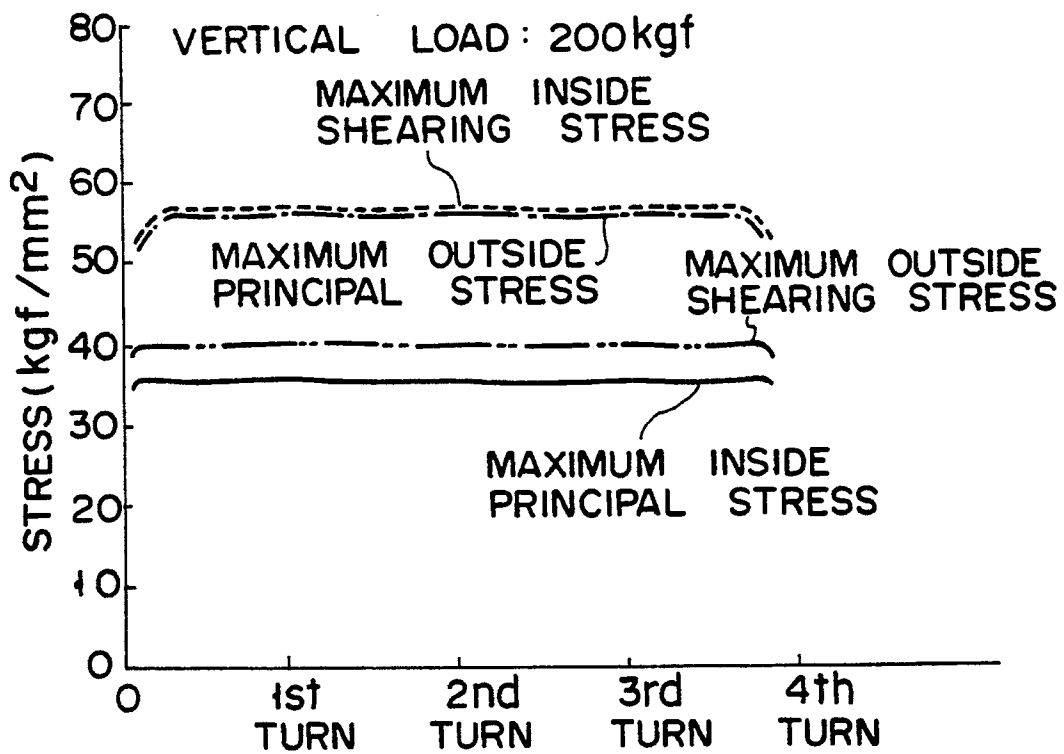 80
VERTICAL LOAD: 200kgf
70
MAXIMUM INSIDE
SHEARING STRESS
60
50
MAXIMUM OUTSIDE
PRINCIPAL STRESS
MAXIMUM OUTSIDE
SHEARING STRESS
40
30
MAXIMUM INSIDE
PRINCIPAL STRESS
20
10
0
STRESS (kgf/mm²)
0
1st
TURN
2nd
TURN
3rd
TURN
4th
TURN